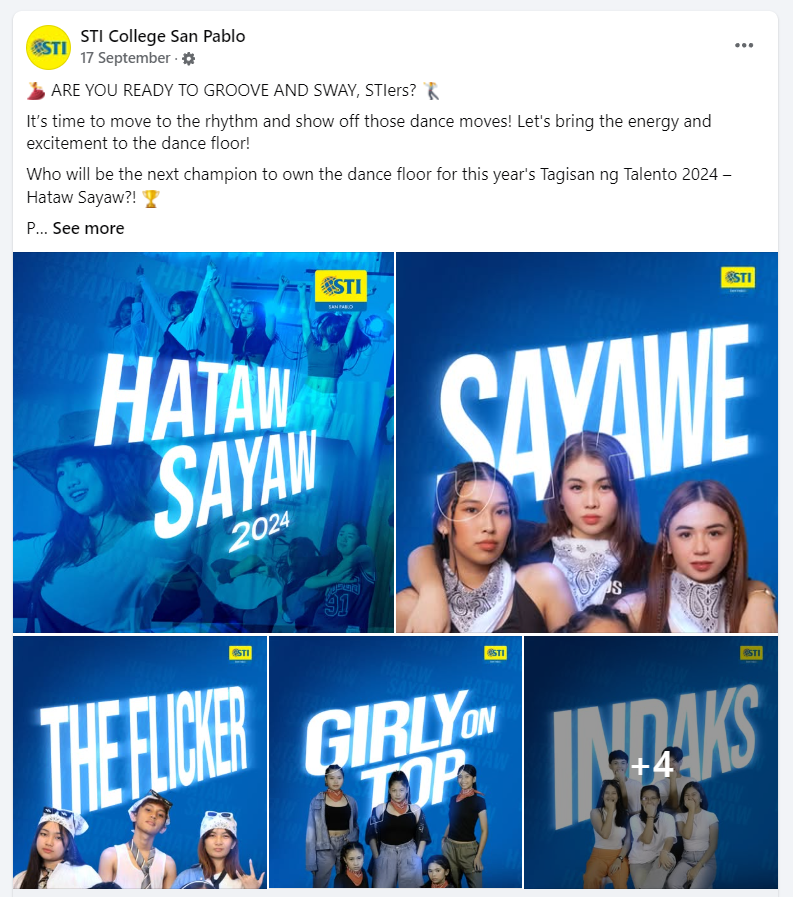 STI College San Pablo
17 September ·
ARE YOU READY TO GROOVE AND SWAY, STIers?
It's time to move to the rhythm and show off those dance moves! Let's bring the energy and
excitement to the dance floor!
Who will be the next champion to own the dance floor for this year's Tagisan ng Talento 2024 –
Hataw Sayaw?!
P... See more
STI
SAN PABLO
HATAW
SAYAW
2024
91
STI
SAYAWE
STI
THE FLICKER
STI
GIRLY ON
TOP
STI
INDAKS
+4